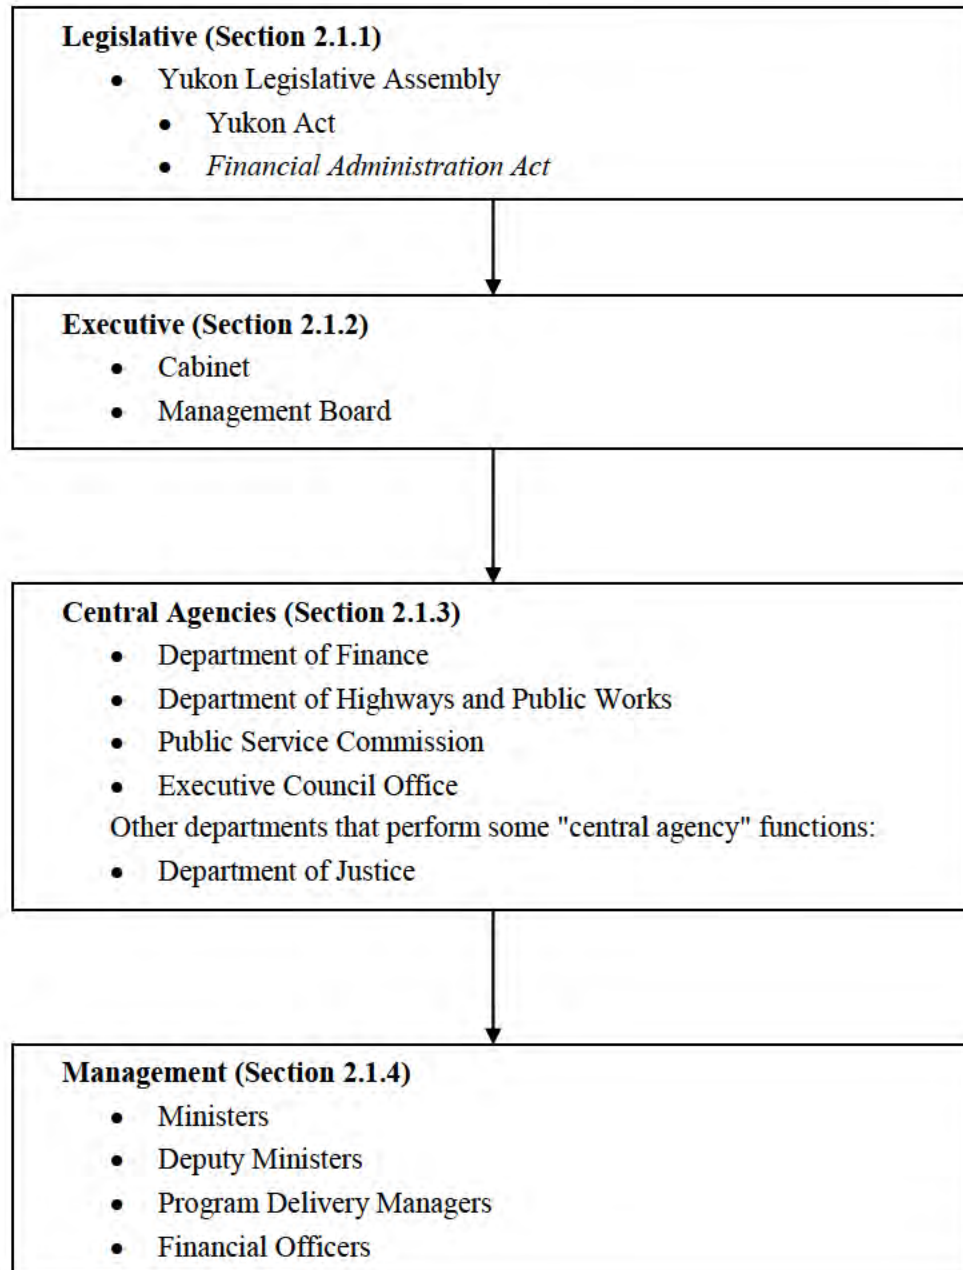 Legislative (Section 2.1.1)
• Yukon Legislative Assembly
• Yukon Act
• Financial Administration Act
Executive (Section 2.1.2)
• Cabinet
• Management Board
Central Agencies (Section 2.1.3)
• Department of Finance
• Department of Highways and Public Works
• Public Service Commission
• Executive Council Office
Other departments that perform some "central agency" functions:
• Department of Justice
Management (Section 2.1.4)
• Ministers
• Deputy Ministers
• Program Delivery Managers
• Financial Officers